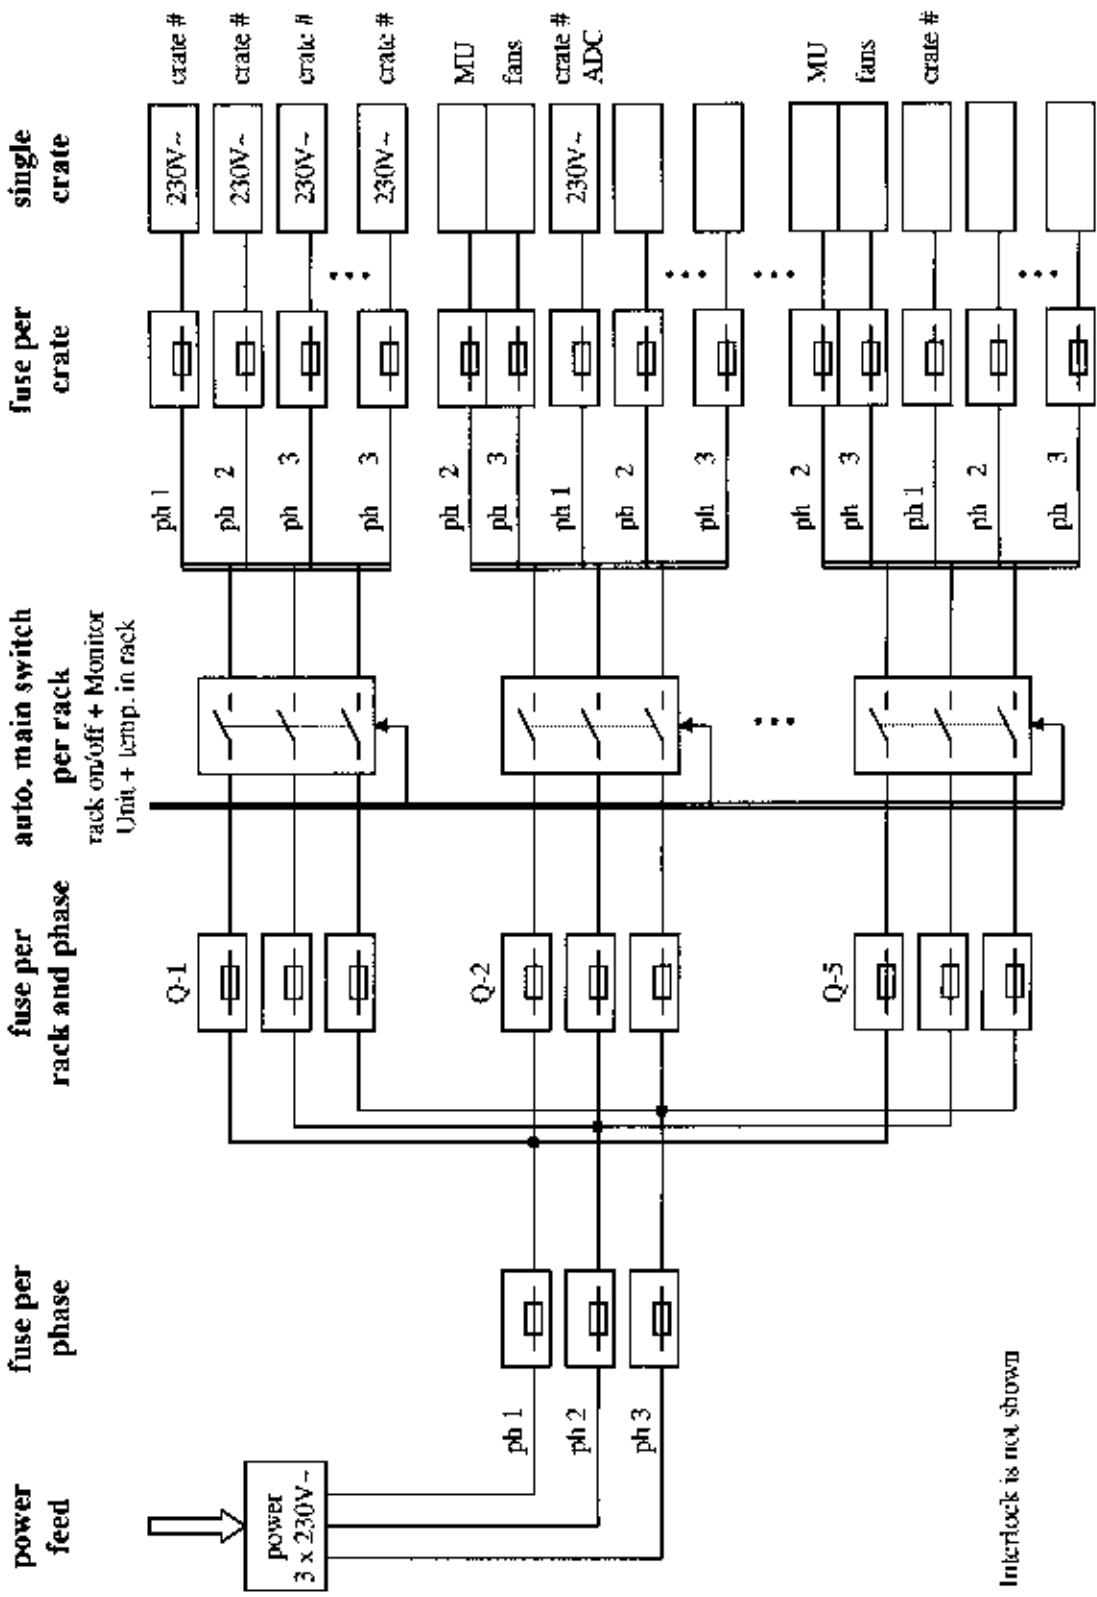 power
feed
fuse per
phase
fuse per
rack and phase
auto. main switch
per rack
rack on/off + Monitor
Unit + temp. in rack
fuse per
crate
single
crate
power
3 x 230V~
ph 1
ph 2
ph 3
Q-1
Q-2
Q-5
ph 1
ph 2
ph 3
ph 3
ph 2
ph 3
ph 1
ph 2
ph 3
ph 2
ph 3
ph 1
ph 2
ph 3
230V~
230V~
230V~
230V~
230V~
crate #
crate #
crate #
crate #
MU
fans
crate #
ADC
MU
fans
crate #
Interlock is not shown